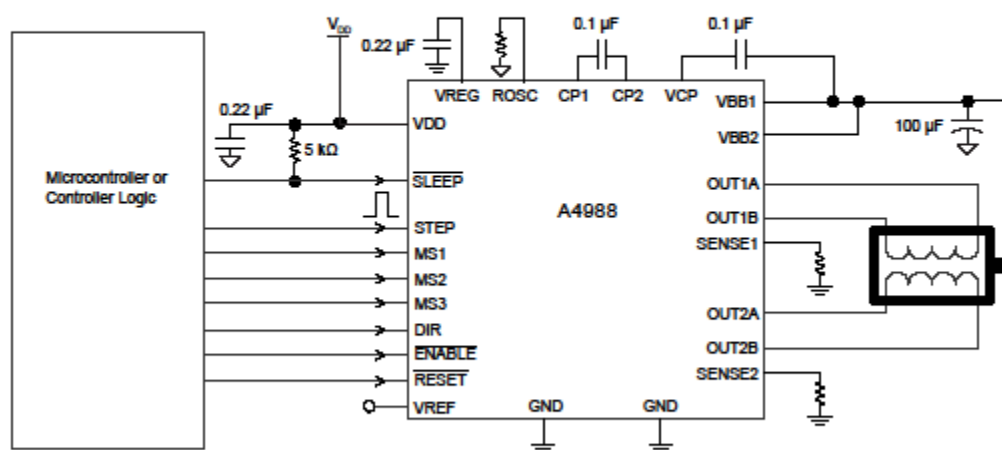 V_DD
0.22 µF
0.1 µF
0.1 µF
VREG ROSC CP1 CP2 VCP
0.22 µF
5 kΩ
VDD
VBB1
VBB2
100 µF
Microcontroller or
Controller Logic
SLEEP
A4988
STEP
MS1
MS2
MS3
DIR
ENABLE
RESET
VREF
GND GND
OUT1A
OUT1B
SENSE1
OUT2A
OUT2B
SENSE2